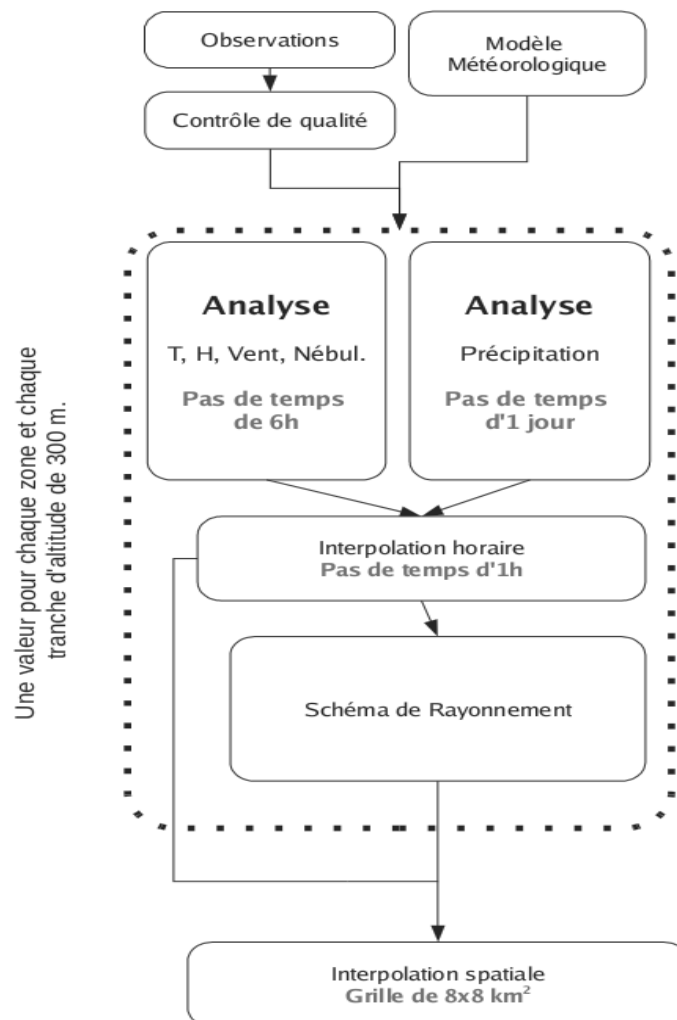 Observations
Modèle
Météorologique
Contrôle de qualité
Une valeur pour chaque zone et chaque
tranche d'altitude de 300 m.
Analyse
T, H, Vent, Nébul.
Pas de temps
de 6h
Analyse
Précipitation
Pas de temps
d'1 jour
Interpolation horaire
Pas de temps d'1h
Schéma de Rayonnement
Interpolation spatiale
Grille de 8x8 km²